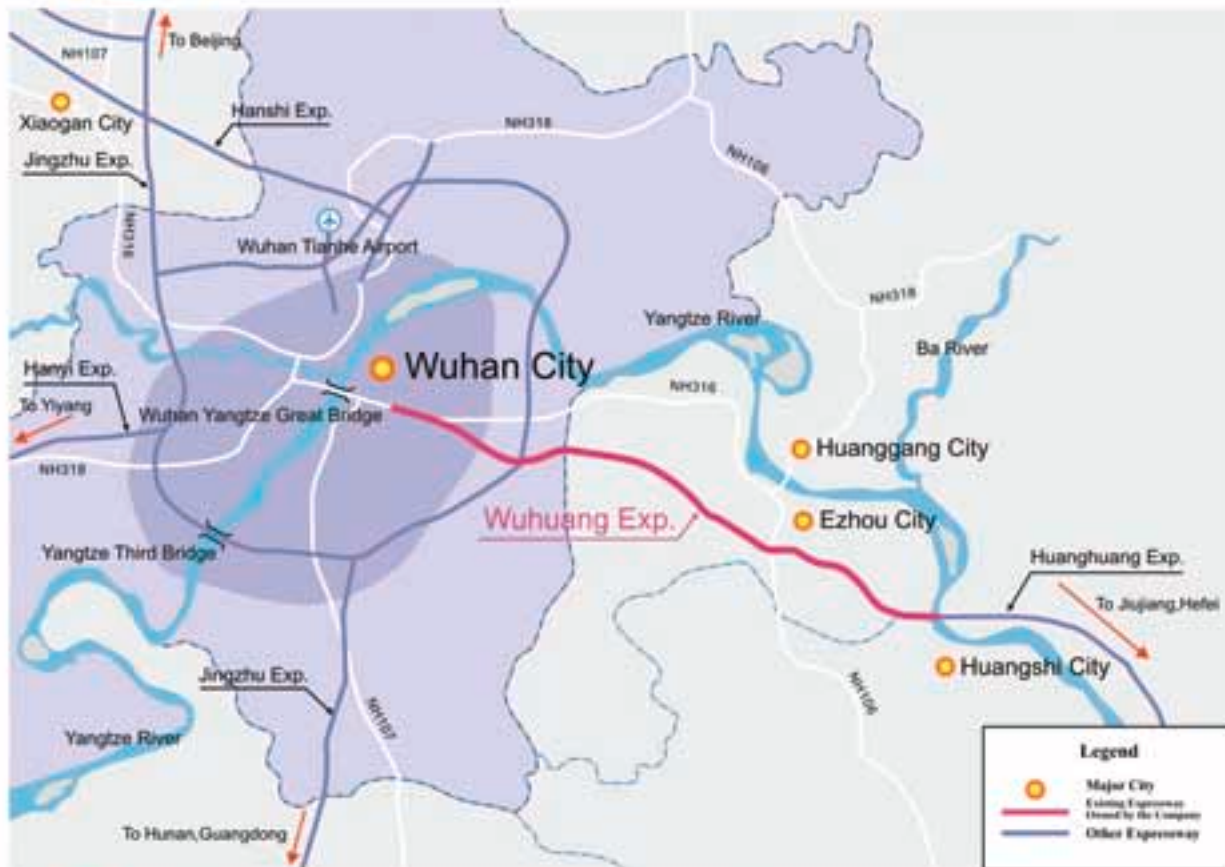 To Beijing
NH107
Xiaogan City
Hanshi Exp.
NH318
Jingzhu Exp.
NH106
NH316
Wuhan Tianhe Airport
NH318
Yangtze River
Ba River
Wuhan City
Hanyi Exp.
To Yiyang
NH316
Wuhan Yangtze Great Bridge
Huanggang City
NH318
Wuhuang Exp.
Ezhou City
Yangtze Third Bridge
Huanghuang Exp.
To Jiujiang,Hefei
Huangshi City
Jingzhu Exp.
NH106
NH107
Yangtze River
To Hunan,Guangdong
Legend
Major City
Existing Expressway
Owned by the Company
Other Expressway